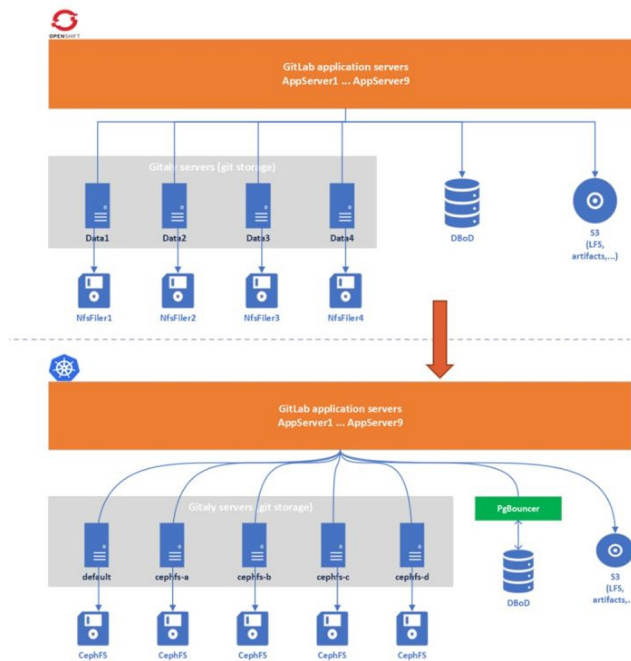 OPENSHIFT
GitLab application servers
AppServer1 ... AppServer9
Gitaly servers (git storage)
Data1 Data2 Data3 Data4
DBoD
S3
(LFS,
artifacts,...)
NfsFiler1 NfsFiler2 NfsFiler3 NfsFiler4
GitLab application servers
AppServer1 ... AppServer9
Gitaly servers (git storage)
PgBouncer
default cephfs-a cephfs-b cephfs-c cephfs-d
DBoD
S3
(LFS,
artifacts,...
CephFS CephFS CephFS CephFS CephFS